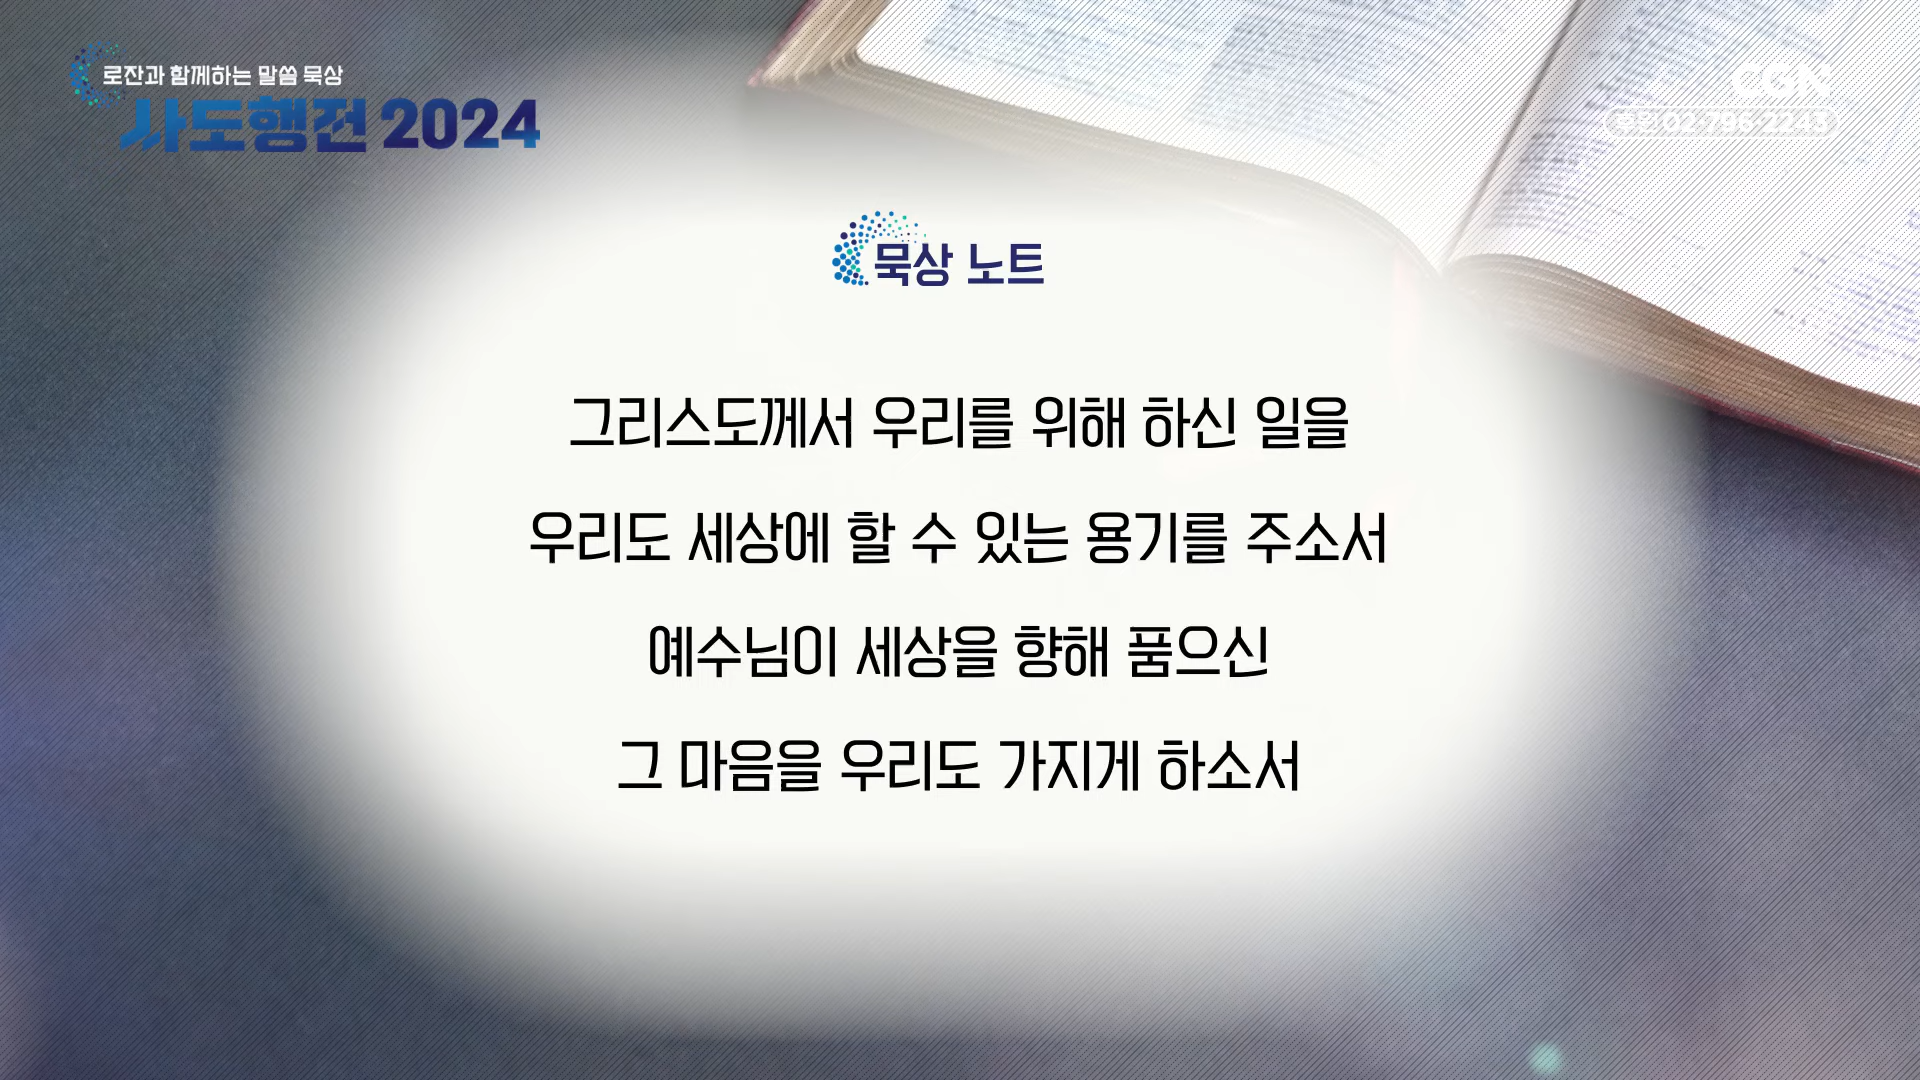 로잔과 함께하는 말씀 묵상
사도행전 2024
CGN
후원 02-796-2243
묵상 노트
그리스도께서 우리를 위해 하신 일을
우리도 세상에 할 수 있는 용기를 주소서
예수님이 세상을 향해 품으신
그 마음을 우리도 가지게 하소서